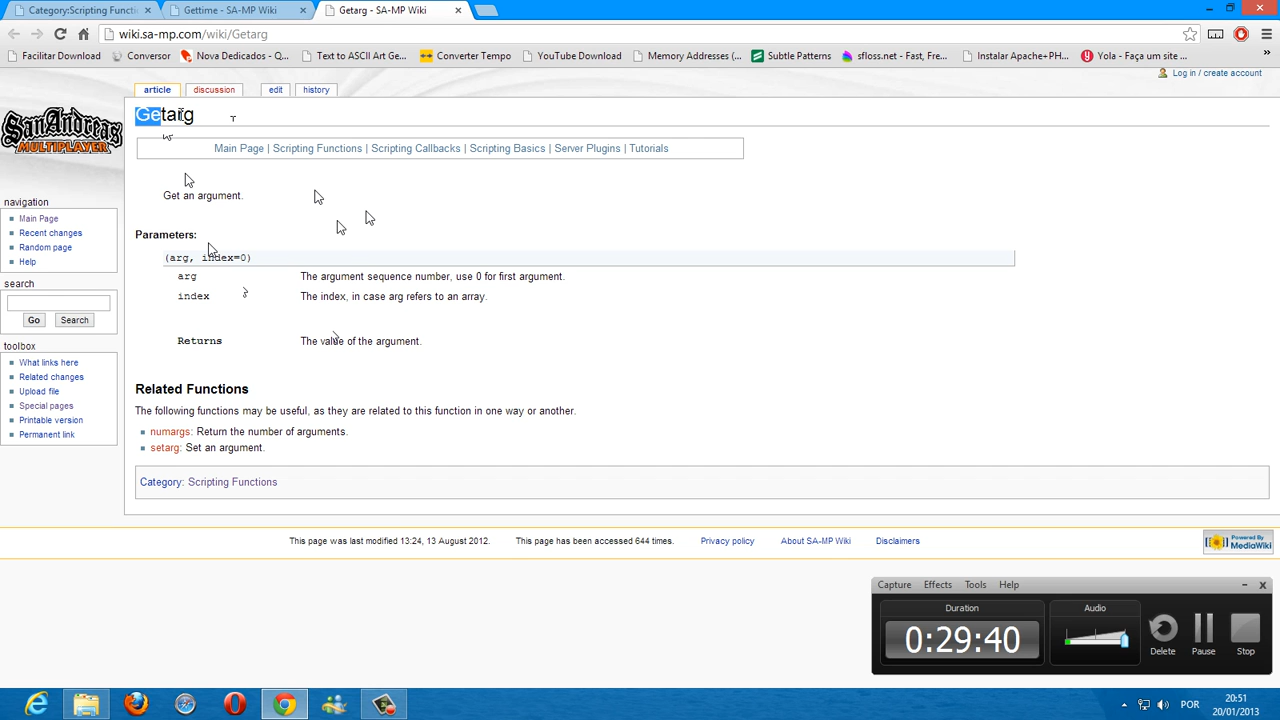 Category:Scripting Functi
Gettime - SA-MP Wiki
Getarg - SA-MP Wiki
wiki.sa-mp.com/wiki/Getarg
Facilitar Download
Conversor
Nova Dedicados - Q...
Text to ASCII Art Ge...
Converter Tempo
YouTube Download
Memory Addresses (...
Subtle Patterns
sfloss.net - Fast, Fre...
Instalar Apache+PH...
Yola - Faça um site ...
»
Log in / create account
article
discussion
edit
history
SanAndreas
MULTIPLAYER
Getarg
Main Page | Scripting Functions | Scripting Callbacks | Scripting Basics | Server Plugins | Tutorials
Get an argument.
Parameters:
(arg, index=0)
arg The argument sequence number, use 0 for first argument.
index The index, in case arg refers to an array.
Returns The value of the argument.
Related Functions
The following functions may be useful, as they are related to this function in one way or another.
numargs: Return the number of arguments.
setarg: Set an argument.
Category: Scripting Functions
navigation
Main Page
Recent changes
Random page
Help
search
Go Search
toolbox
What links here
Related changes
Upload file
Special pages
Printable version
Permanent link
This page was last modified 13:24, 13 August 2012.
This page has been accessed 644 times.
Privacy policy
About SA-MP Wiki
Disclaimers
Powered By
MediaWiki
Capture Effects Tools Help
Duration
0:29:40
Audio
Delete
Pause
Stop
POR
20:51
20/01/2013